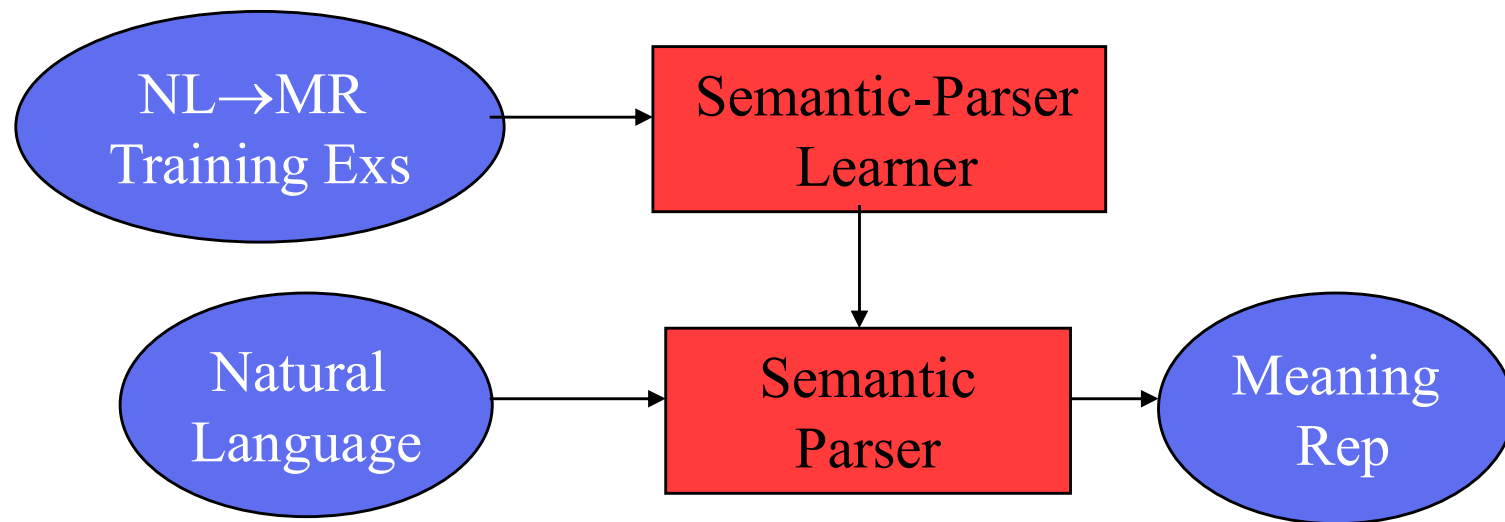 NL→MR
Training Exs
Semantic-Parser
Learner
Natural
Language
Semantic
Parser
Meaning
Rep